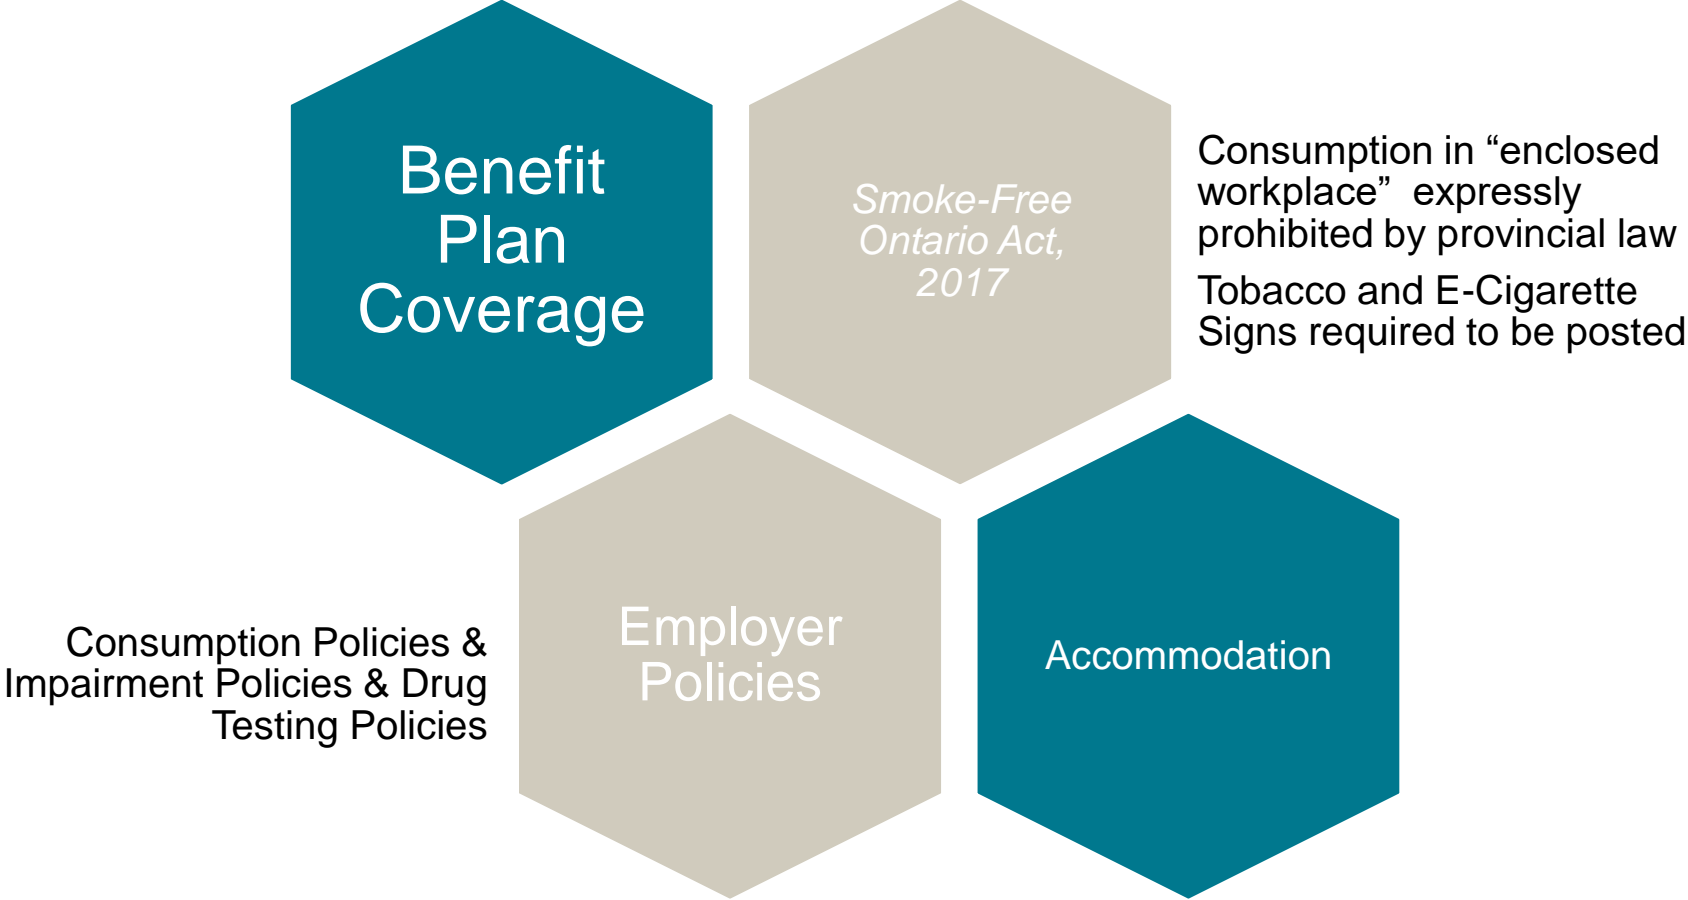 Benefit
Plan
Coverage
Smoke-Free
Ontario Act,
2017
Consumption in “enclosed
workplace”  expressly
prohibited by provincial law
Tobacco and E-Cigarette
Signs required to be posted
Consumption Policies &
Impairment Policies & Drug
Testing Policies
Employer
Policies
Accommodation